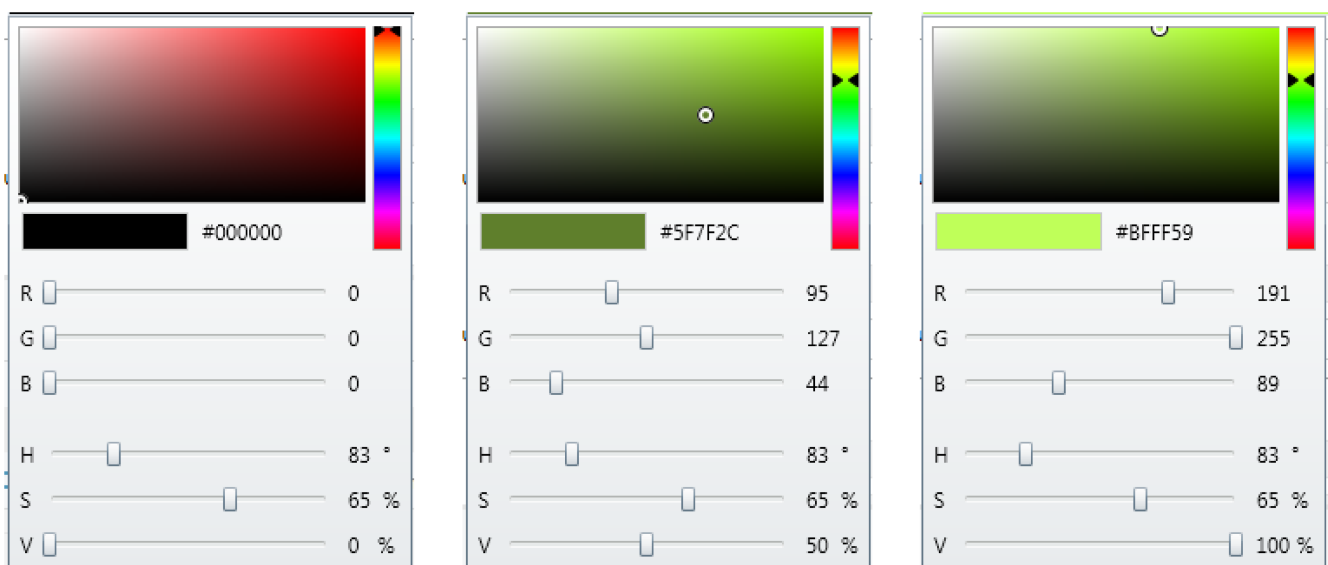 #000000
R 0
G 0
B 0
H 83 °
S 65 %
V 0 %
#5F7F2C
R 95
G 127
B 44
H 83 °
S 65 %
V 50 %
#BFFF59
R 191
G 255
B 89
H 83 °
S 65 %
V 100 %